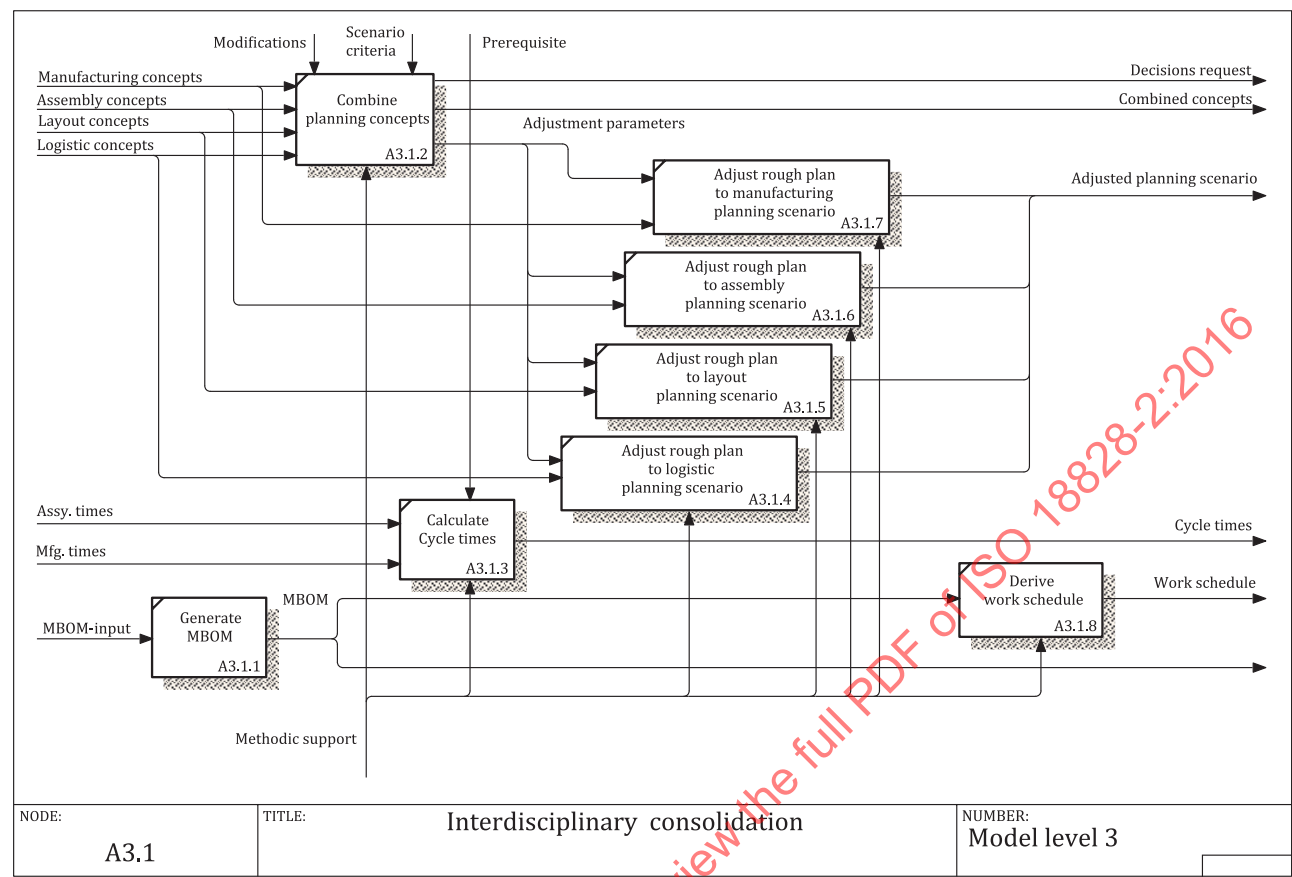 Modifications
Scenario
criteria
Prerequisite
Manufacturing concepts
Assembly concepts
Layout concepts
Logistic concepts
Combine
planning concepts
A3.1.2
Decisions request
Combined concepts
Adjustment parameters
Adjust rough plan
to manufacturing
planning scenario
A3.1.7
Adjusted planning scenario
Adjust rough plan
to assembly
planning scenario
A3.1.6
Adjust rough plan
to layout
planning scenario
A3.1.5
Adjust rough plan
to logistic
planning scenario
A3.1.4
Assy. times
Mfg. times
Calculate
Cycle times
A3.1.3
Cycle times
MBOM-input
Generate
MBOM
A3.1.1
MBOM
Derive
work schedule
A3.1.8
Work schedule
Methodic support
NODE:
A3.1
TITLE:
Interdisciplinary consolidation
NUMBER:
Model level 3
view the full PDF of ISO 18828-2:2016